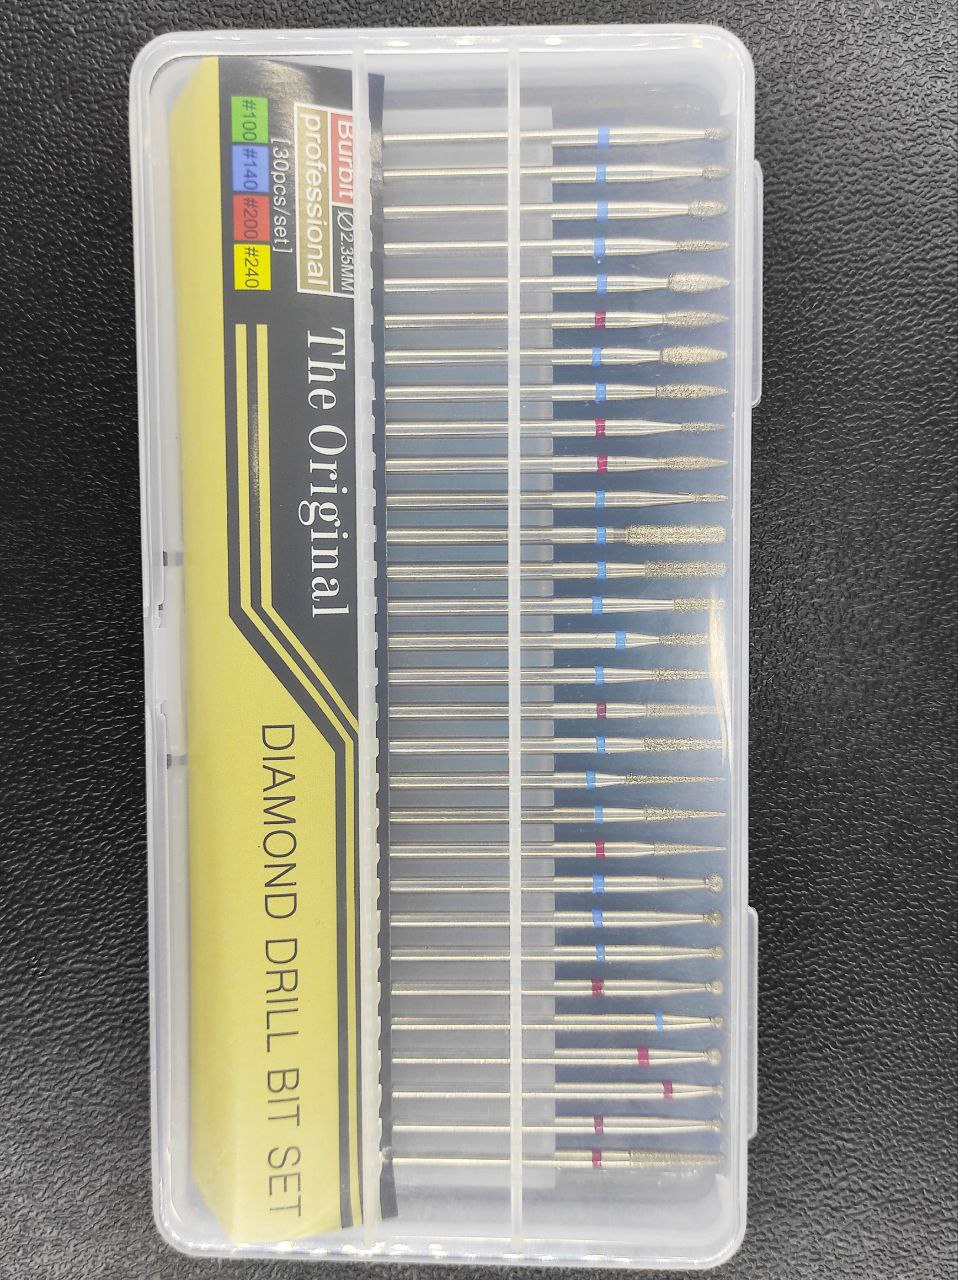 Burbit Ø2.35MM
professional
[30pcs/set]
#100 #140 #200 #240
The Original
DIAMOND DRILL BIT SET